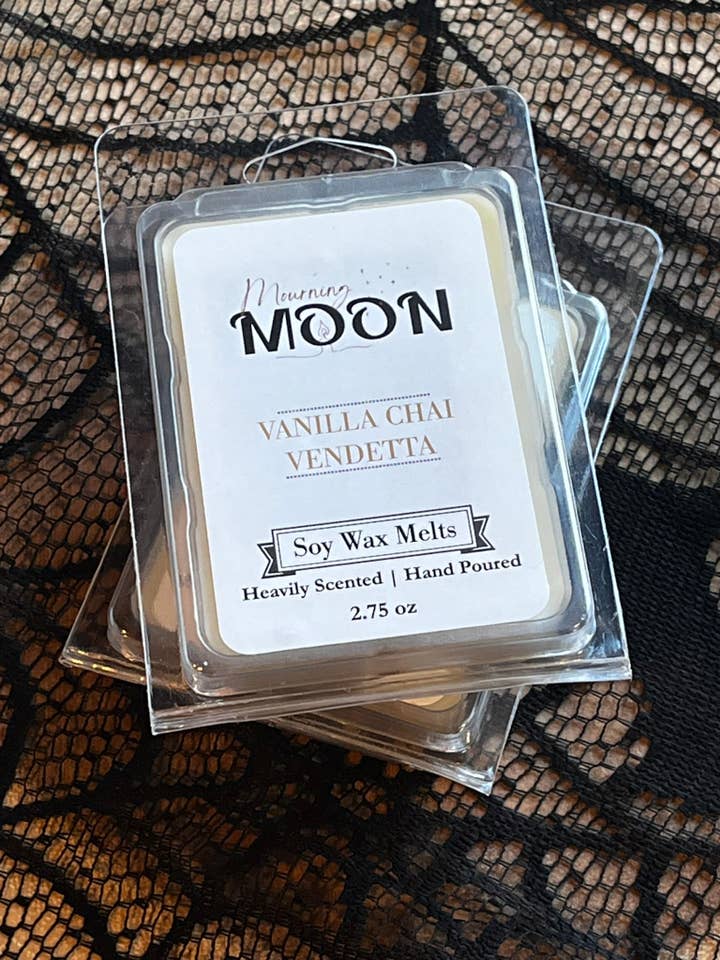 Mourning
MOON
VANILLA CHAI
VENDETTA
Soy Wax Melts
Heavily Scented | Hand Poured
2.75 oz